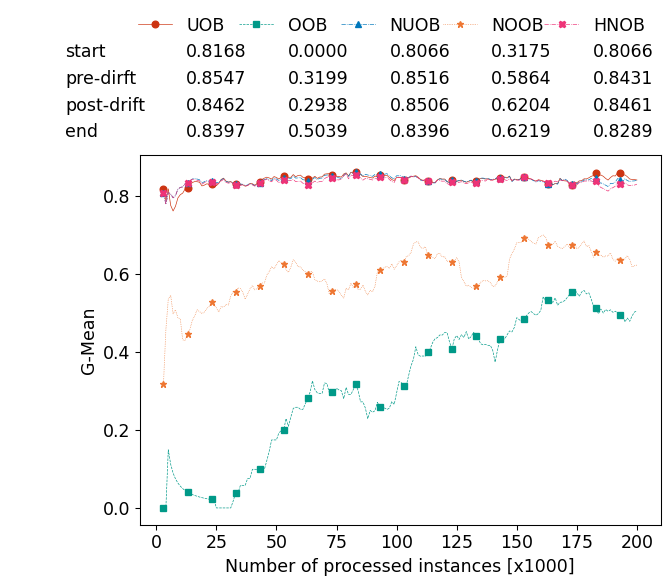 UOB OOB NUOB NOOB HNOB
start 0.8168 0.0000 0.8066 0.3175 0.8066
pre-dirft 0.8547 0.3199 0.8516 0.5864 0.8431
post-drift 0.8462 0.2938 0.8506 0.6204 0.8461
end 0.8397 0.5039 0.8396 0.6219 0.8289
0.8
0.6
0.4
0.2
0.0
G-Mean
0 25 50 75 100 125 150 175 200
Number of processed instances [x1000]